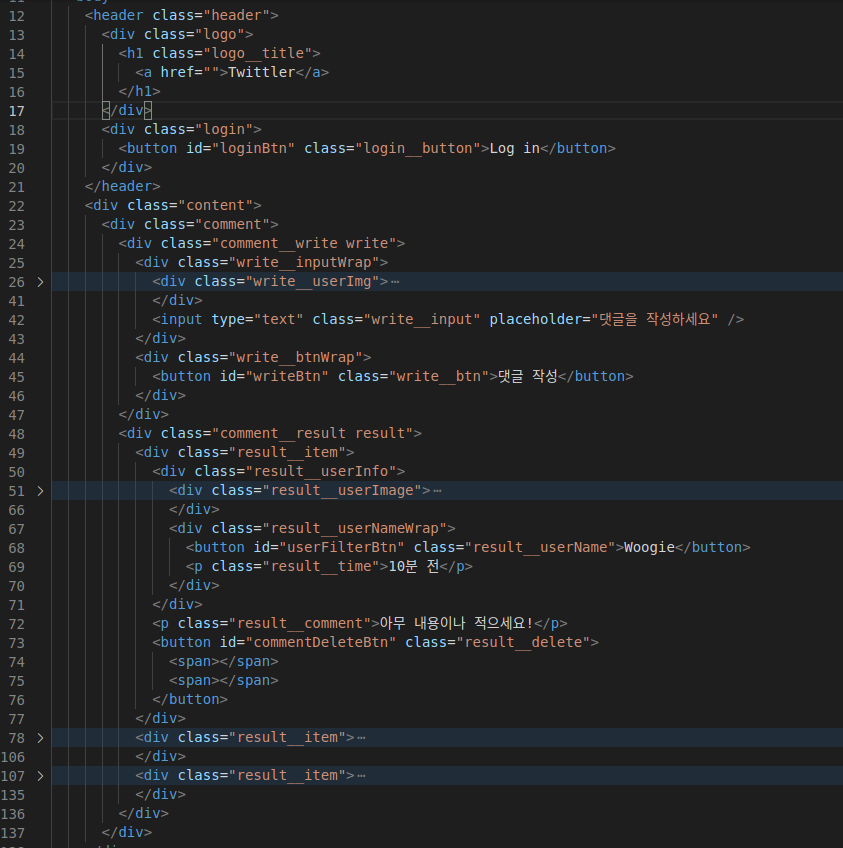 12 <header class="header">
13 <div class="logo">
14 <h1 class="logo__title">
15 <a href="">Twittler</a>
16 </h1>
17 </div>
18 <div class="login">
19 <button id="loginBtn" class="login__button">Log in</button>
20 </div>
21 </header>
22 <div class="content">
23 <div class="comment">
24 <div class="comment__write write">
25 <div class="write__inputWrap">
26 <div class="write__userImg">⋯
41 </div>
42 <input type="text" class="write__input" placeholder="댓글을 작성하세요" />
43 </div>
44 <div class="write__btnWrap">
45 <button id="writeBtn" class="write__btn">댓글 작성</button>
46 </div>
47 </div>
48 <div class="comment__result result">
49 <div class="result__item">
50 <div class="result__userInfo">
51 <div class="result__userImage">⋯
66 </div>
67 <div class="result__userNameWrap">
68 <button id="userFilterBtn" class="result__userName">Woogie</button>
69 <p class="result__time">10분 전</p>
70 </div>
71 </div>
72 <p class="result__comment">아무 내용이나 적으세요!</p>
73 <button id="commentDeleteBtn" class="result__delete">
74 <span></span>
75 <span></span>
76 </button>
77 </div>
78 <div class="result__item">⋯
106 </div>
107 <div class="result__item">⋯
135 </div>
136 </div>
137 </div>